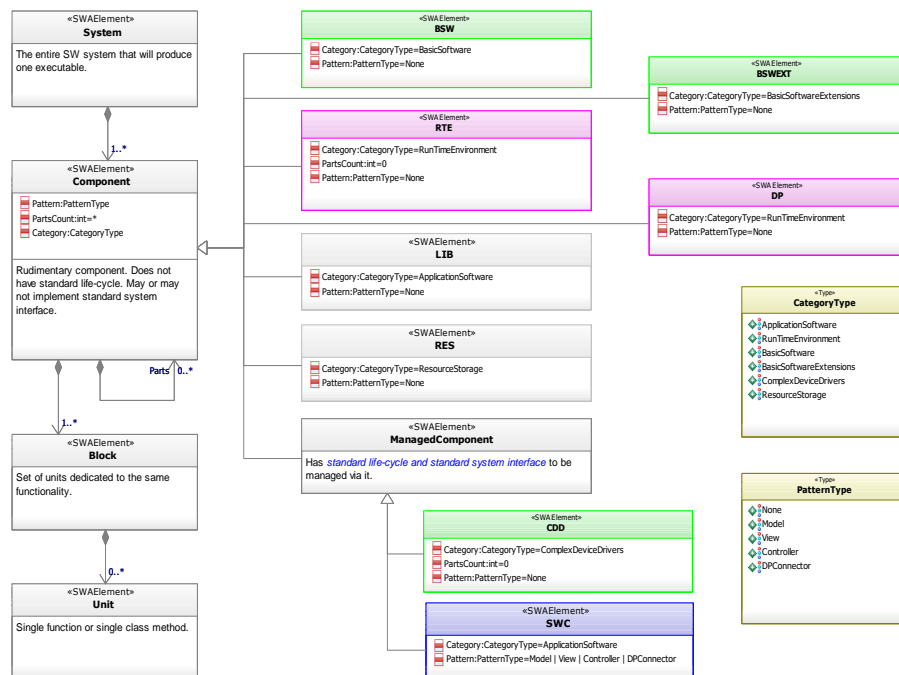 «SWAElement»
System
The entire SW system that will produce
one executable.
1..*
«SWAElement»
Component
Pattern:PatternType
PartsCount:int=*
Category:CategoryType
Rudimentary component. Does not
have standard life-cycle. May or may
not implement standard system
interface.
Parts 0..*
1..*
«SWAElement»
Block
Set of units dedicated to the same
functionality.
0..*
«SWAElement»
Unit
Single function or single class method.
«SWAElement»
BSW
Category:CategoryType=BasicSoftware
Pattern:PatternType=None
«SWAElement»
BSWEXT
Category:CategoryType=BasicSoftwareExtensions
Pattern:PatternType=None
«SWAElement»
RTE
Category:CategoryType=RunTimeEnvironment
PartsCount:int=0
Pattern:PatternType=None
«SWAElement»
DP
Category:CategoryType=RunTimeEnvironment
Pattern:PatternType=None
«SWAElement»
LIB
Category:CategoryType=ApplicationSoftware
Pattern:PatternType=None
«SWAElement»
RES
Category:CategoryType=ResourceStorage
Pattern:PatternType=None
«SWAElement»
ManagedComponent
Has standard life-cycle and standard system interface to be
managed via it.
«SWAElement»
CDD
Category:CategoryType=ComplexDeviceDrivers
PartsCount:int=0
Pattern:PatternType=None
«SWAElement»
SWC
Category:CategoryType=ApplicationSoftware
Pattern:PatternType=Model | View | Controller | DPConnector
«Type»
CategoryType
ApplicationSoftware
RunTimeEnvironment
BasicSoftware
BasicSoftwareExtensions
ComplexDeviceDrivers
ResourceStorage
«Type»
PatternType
None
Model
View
Controller
DPConnector